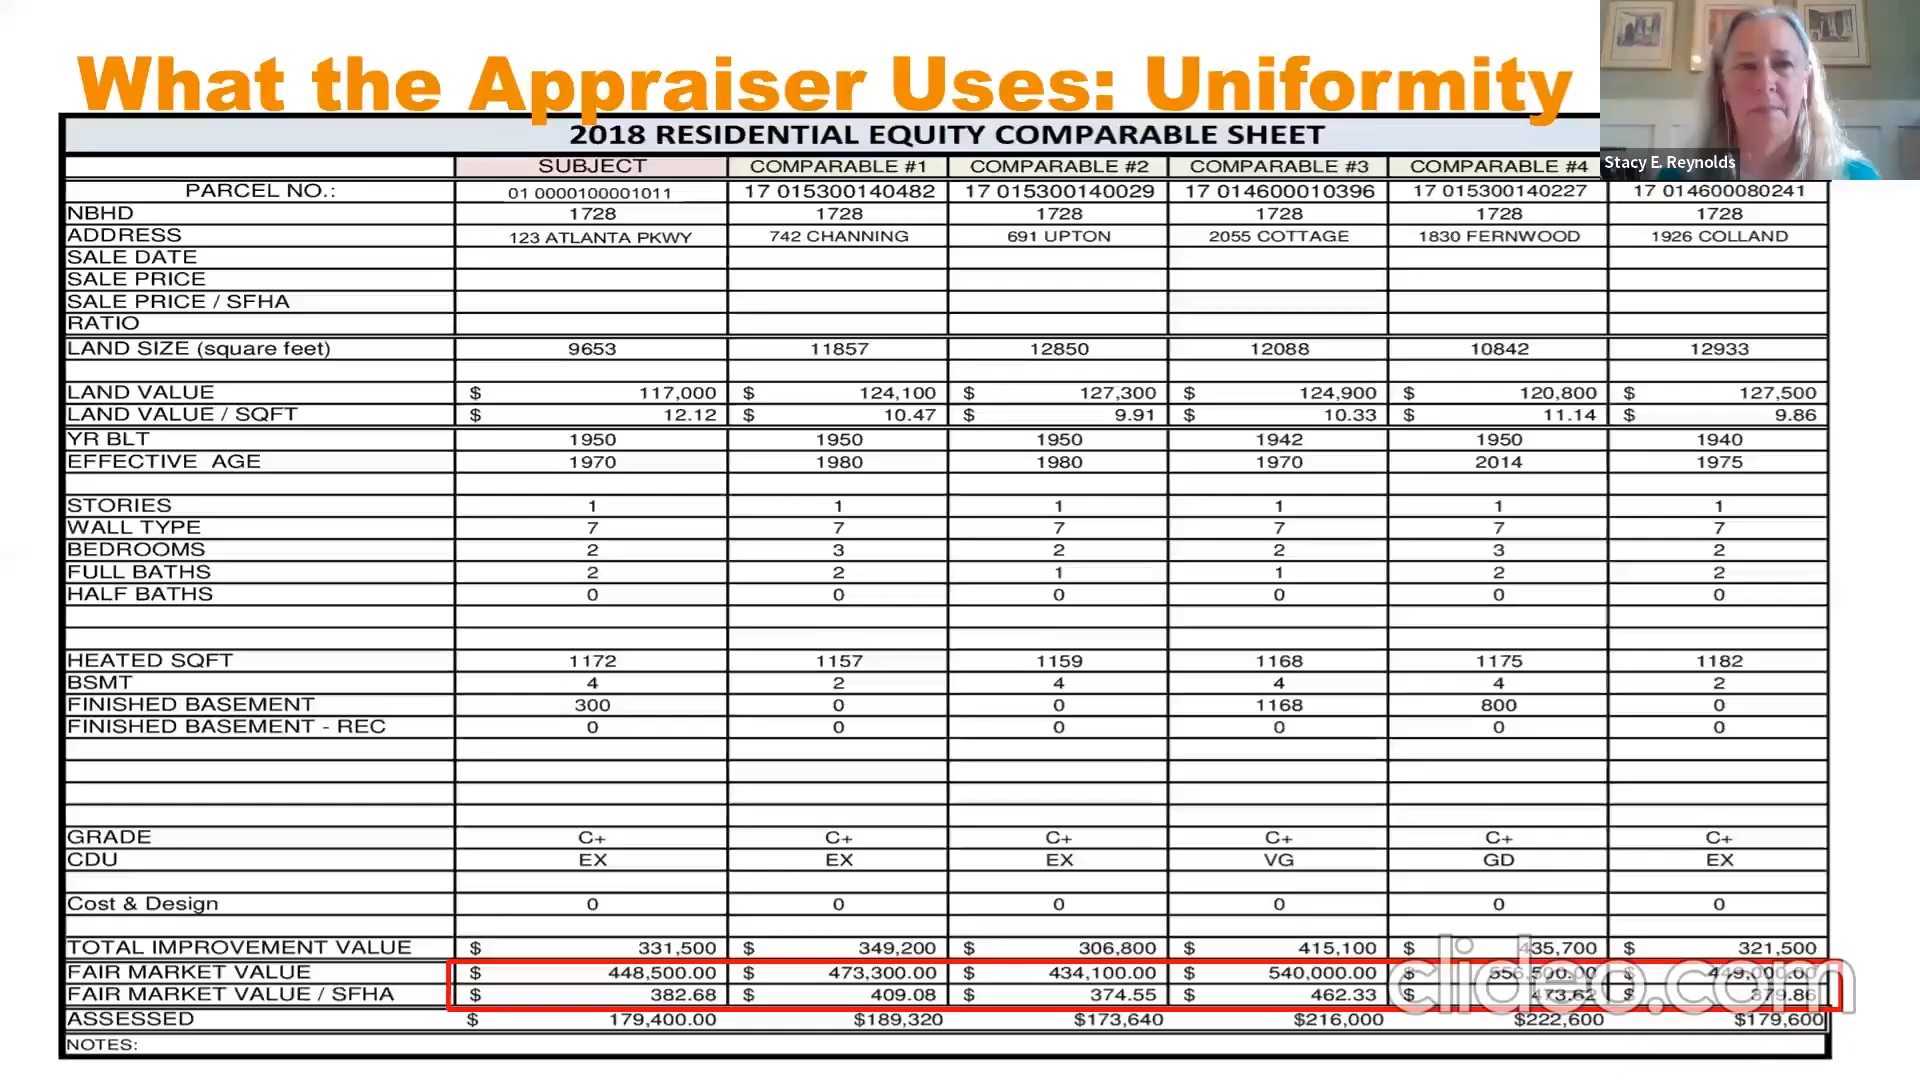 What the Appraiser Uses: Uniformity
Stacy E. Reynolds
2018 RESIDENTIAL EQUITY COMPARABLE SHEET
SUBJECT COMPARABLE #1 COMPARABLE #2 COMPARABLE #3 COMPARABLE #4
PARCEL NO.: 01 0000100001011 17 015300140482 17 015300140029 17 014600010396 17 015300140227 17 014600080241
NBHD 1728 1728 1728 1728 1728 1728
ADDRESS 123 ATLANTA PKWY 742 CHANNING 691 UPTON 2055 COTTAGE 1830 FERNWOOD 1926 COLLAND
SALE DATE
SALE PRICE
SALE PRICE / SFHA
RATIO
LAND SIZE (square feet) 9653 11857 12850 12088 10842 12933
LAND VALUE $ 117,000 $ 124,100 $ 127,300 $ 124,900 $ 120,800 $ 127,500
LAND VALUE / SQFT $ 12.12 $ 10.47 $ 9.91 $ 10.33 $ 11.14 $ 9.86
YR BLT 1950 1950 1950 1942 1950 1940
EFFECTIVE AGE 1970 1980 1980 1970 2014 1975
STORIES 1 1 1 1 1 1
WALL TYPE 7 7 7 7 7 7
BEDROOMS 2 3 2 2 3 2
FULL BATHS 2 2 1 1 2 2
HALF BATHS 0 0 0 0 0 0
HEATED SQFT 1172 1157 1159 1168 1175 1182
BSMT 4 2 4 4 4 2
FINISHED BASEMENT 300 0 0 1168 800 0
FINISHED BASEMENT - REC 0 0 0 0 0 0
GRADE C+ C+ C+ C+ C+ C+
CDU EX EX EX VG GD EX
Cost & Design 0 0 0 0 0 0
TOTAL IMPROVEMENT VALUE $ 331,500 $ 349,200 $ 306,800 $ 415,100 $ 435,700 $ 321,500
FAIR MARKET VALUE $ 448,500.00 $ 473,300.00 $ 434,100.00 $ 540,000.00 $ 556,500.00 $ 449,000.00
FAIR MARKET VALUE / SFHA $ 382.68 $ 409.08 $ 374.55 $ 462.33 $ 473.62 $ 379.86
ASSESSED $ 179,400.00 $189,320 $173,640 $216,000 $222,600 $179,600
NOTES:
clideo.com